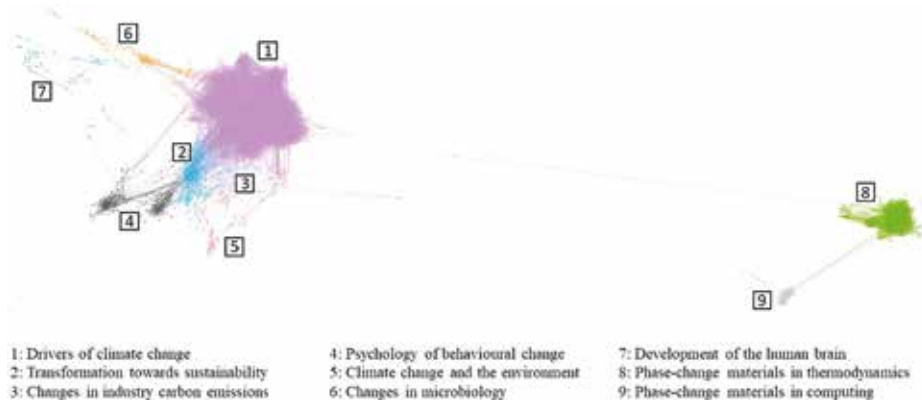 6
1
7
2
3
8
4
5
9
1: Drivers of climate change
2: Transformation towards sustainability
3: Changes in industry carbon emissions
4: Psychology of behavioural change
5: Climate change and the environment
6: Changes in microbiology
7: Development of the human brain
8: Phase-change materials in thermodynamics
9: Phase-change materials in computing